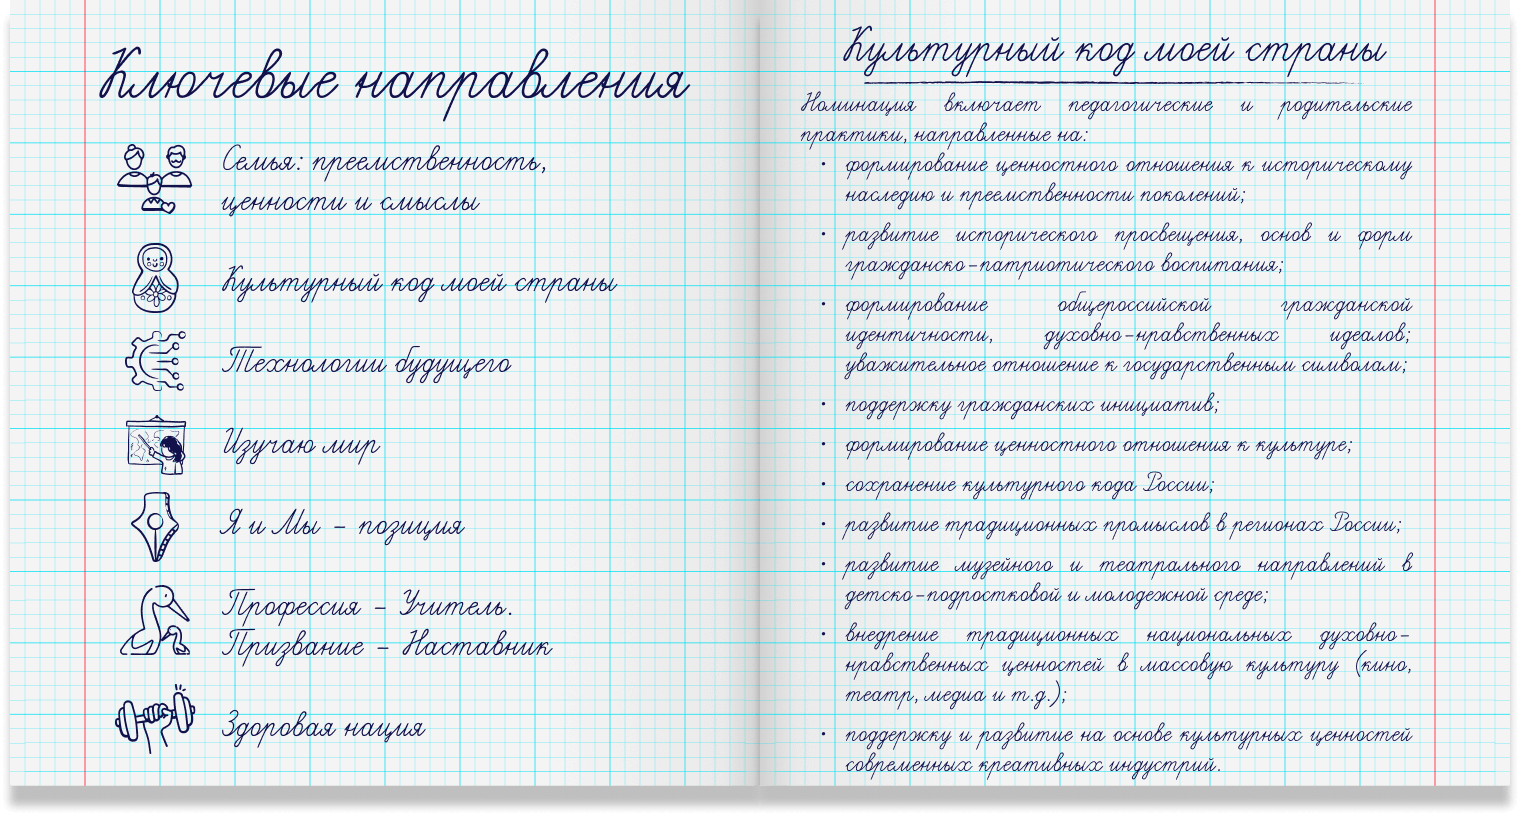 Ключевые направления
Семья: преемственность,
ценности и смыслы
Культурный код моей страны
Технологии будущего
Изучаю мир
Я и Мы – позиция
Профессия – Учитель.
Призвание – Наставник
Здоровая нация
Культурный код моей страны
Номинация включает педагогические и родительские
практики, направленные на:
• формирование ценностного отношения к историческому
наследию и преемственности поколений;
• развитие исторического просвещения, основ и форм
гражданско-патриотического воспитания;
• формирование общероссийской гражданской
идентичности, духовно-нравственных идеалов;
уважительное отношение к государственным символам;
• поддержку гражданских инициатив;
• формирование ценностного отношения к культуре;
• сохранение культурного кода России;
• развитие традиционных промыслов в регионах России;
• развитие музейного и театрального направлений в
детско-подростковой и молодежной среде;
• внедрение традиционных национальных духовно-
нравственных ценностей в массовую культуру (кино,
театр, медиа и т.д.);
• поддержку и развитие на основе культурных ценностей
современных креативных индустрий.